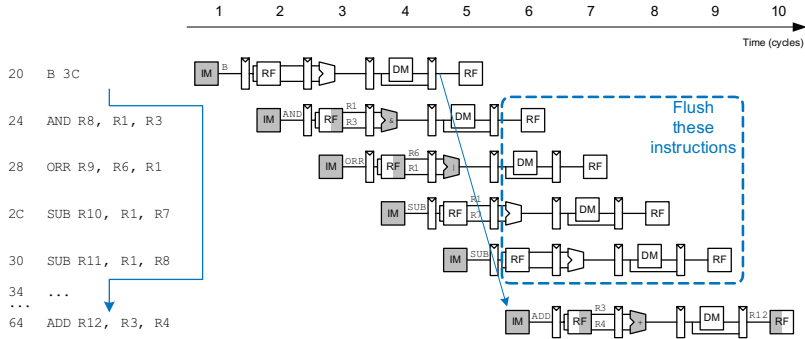 1 2 3 4 5 6 7 8 9 10
Time (cycles)
20 B 3C IM B RF DM RF
24 AND R8, R1, R3 IM AND RF R1 R3 & DM RF
Flush
these
instructions
28 ORR R9, R6, R1 IM ORR RF R6 R1 | DM RF
2C SUB R10, R1, R7 IM SUB RF R1 R7 DM RF
30 SUB R11, R1, R8 IM SUB RF DM RF
34 ...
...
64 ADD R12, R3, R4 IM ADD RF R3 R4 + DM R12 RF